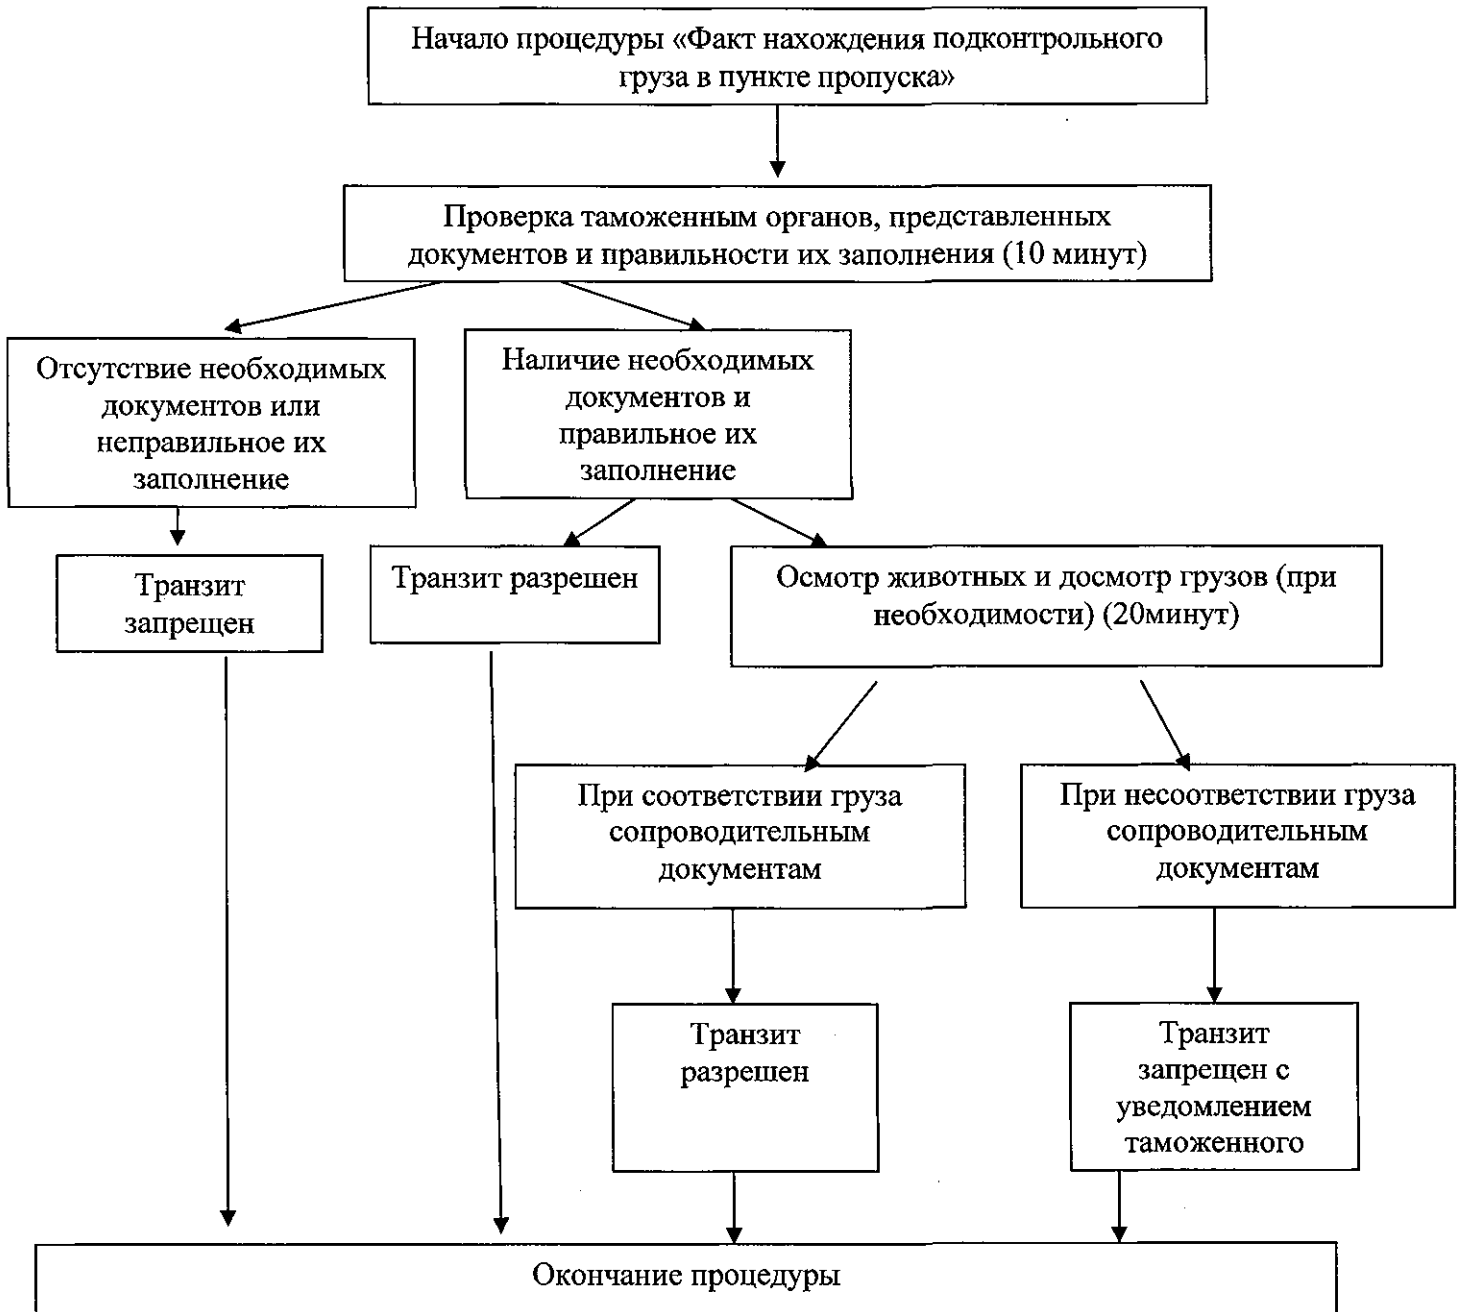 Начало процедуры «Факт нахождения подконтрольного
груза в пункте пропуска»
Проверка таможенным органов, представленных
документов и правильности их заполнения (10 минут)
Отсутствие необходимых
документов или
неправильное их
заполнение
Наличие необходимых
документов и
правильное их
заполнение
Транзит
запрещен
Транзит разрешен
Осмотр животных и досмотр грузов (при
необходимости) (20минут)
При соответствии груза
сопроводительным
документам
При несоответствии груза
сопроводительным
документам
Транзит
разрешен
Транзит
запрещен с
уведомлением
таможенного
Окончание процедуры